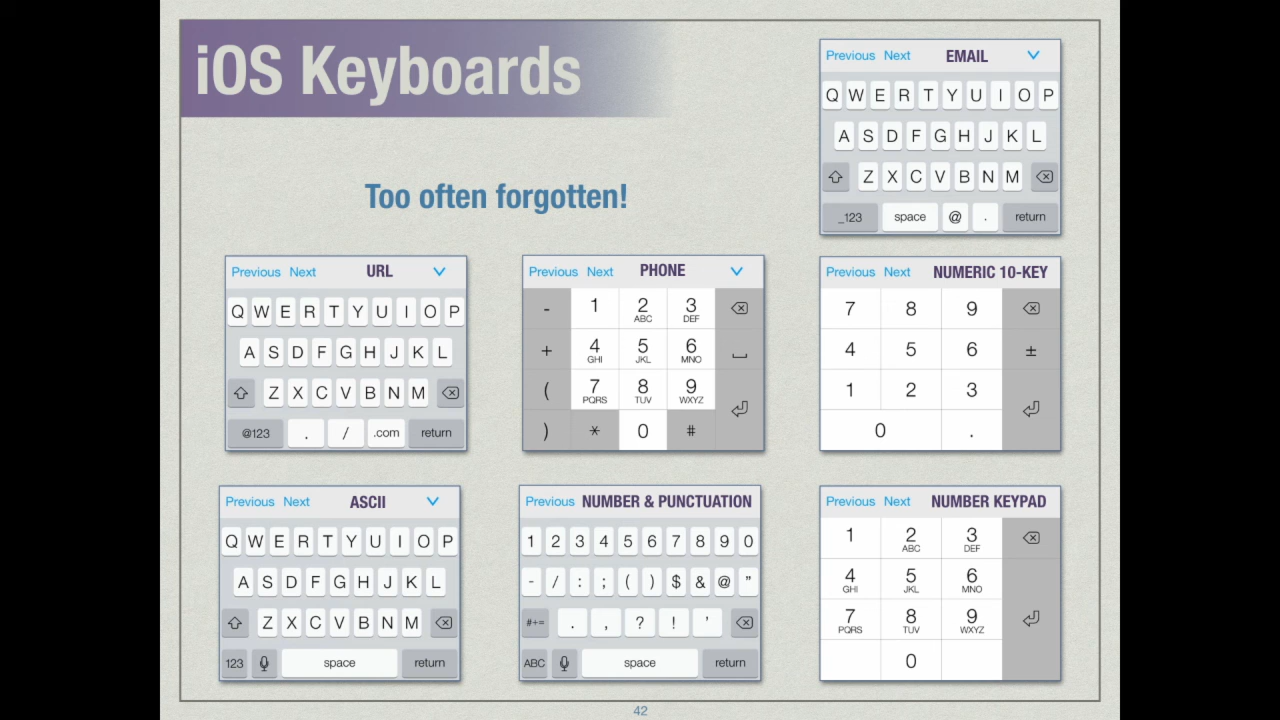 iOS Keyboards
Too often forgotten!
Previous Next EMAIL
Q W E R T Y U I O P
A S D F G H J K L
Z X C V B N M
_123 space @ . return
Previous Next URL
Q W E R T Y U I O P
A S D F G H J K L
Z X C V B N M
@123 . / .com return
Previous Next PHONE
- 1 2 3
ABC DEF
+ 4 5 6
GHI JKL MNO
( 7 8 9
PQRS TUV WXYZ
) * 0 #
Previous Next NUMERIC 10-KEY
7 8 9
4 5 6 ±
1 2 3
0 .
Previous Next ASCII
Q W E R T Y U I O P
A S D F G H J K L
Z X C V B N M
123 space return
Previous NUMBER & PUNCTUATION
1 2 3 4 5 6 7 8 9 0
- / : ; ( ) $ & @ ”
#+= . , ? ! ’
ABC space return
Previous Next NUMBER KEYPAD
1 2 3
ABC DEF
4 5 6
GHI JKL MNO
7 8 9
PQRS TUV WXYZ
0
42